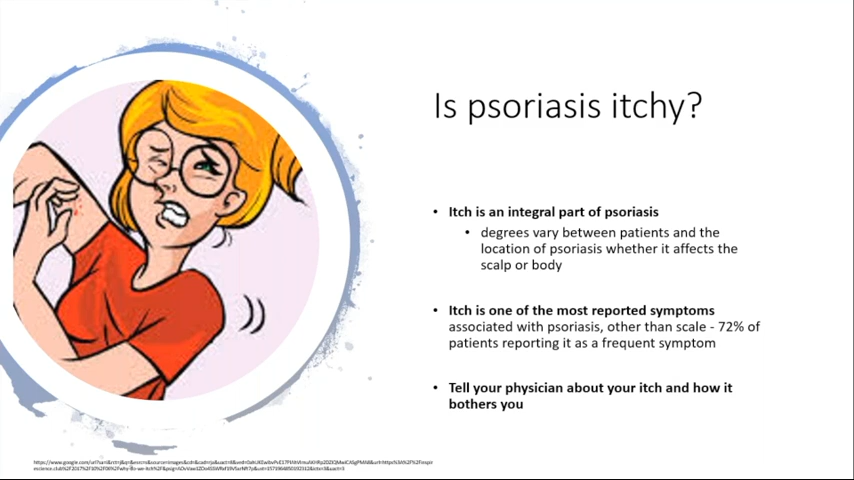 Is psoriasis itchy?
• Itch is an integral part of psoriasis
• degrees vary between patients and the
location of psoriasis whether it affects the
scalp or body
• Itch is one of the most reported symptoms
associated with psoriasis, other than scale - 72% of
patients reporting it as a frequent symptom
• Tell your physician about your itch and how it
bothers you